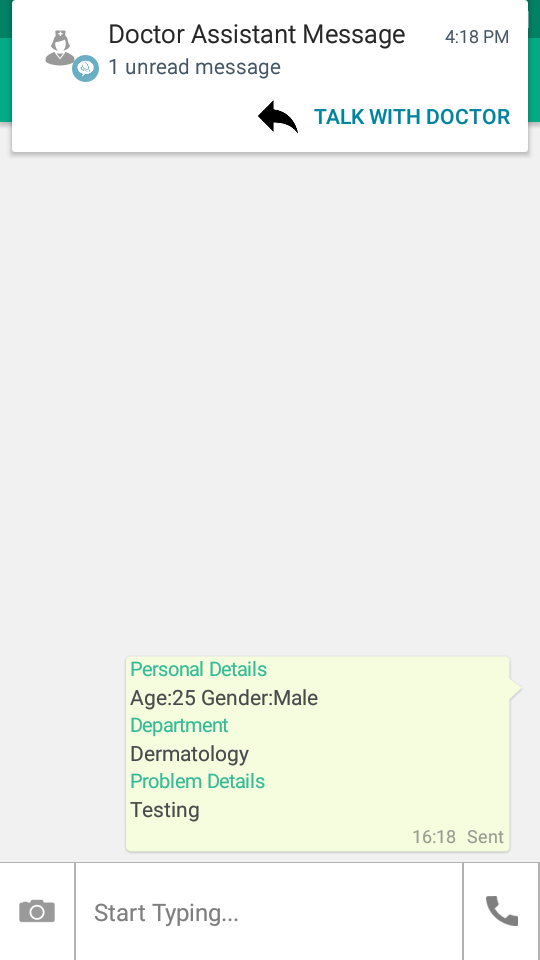 Doctor Assistant Message 4:18 PM
1 unread message
TALK WITH DOCTOR
Personal Details
Age:25 Gender:Male
Department
Dermatology
Problem Details
Testing
16:18 Sent
Start Typing...